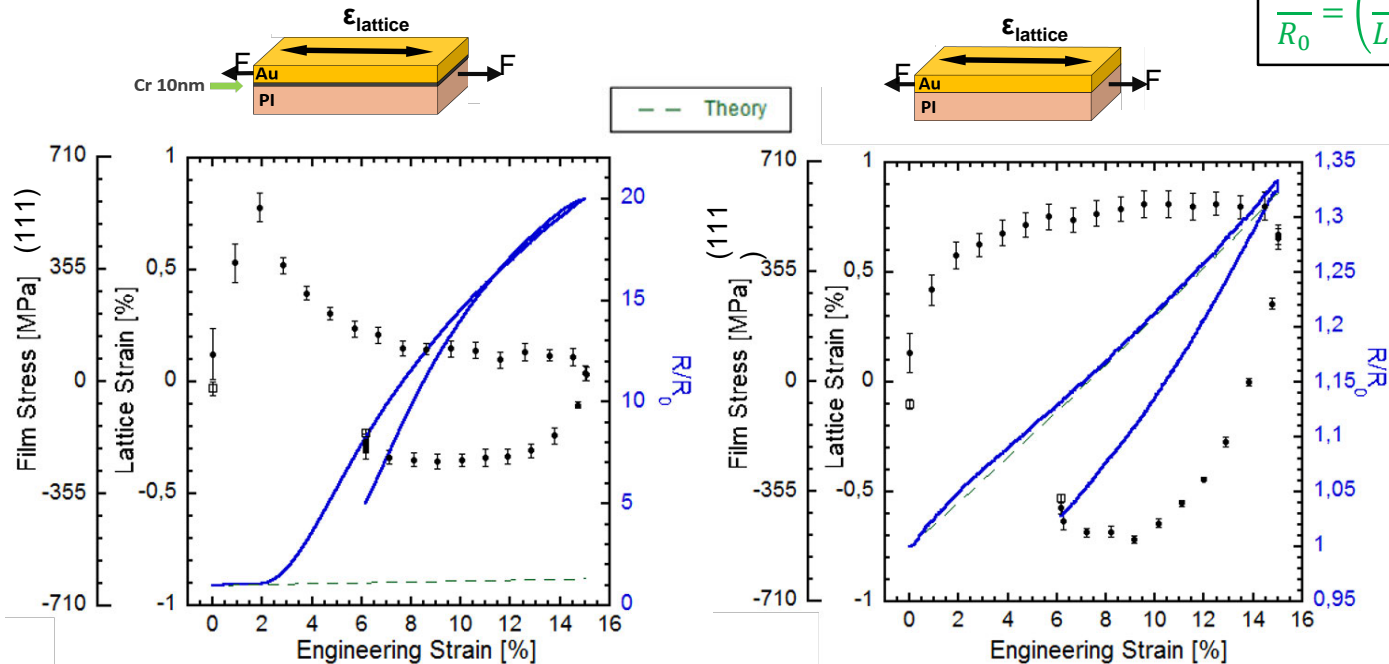 ε_lattice
F
Au
F
Cr 10nm
PI
ε_lattice
F
Au
F
PI
R₀ = ( L
Theory
Film Stress [MPa] (111)
710
355
0
-355
-710
Lattice Strain [%]
1
0,5
0
-0,5
-1
0 2 4 6 8 10 12 14 16
Engineering Strain [%]
20
15
10
5
0
R/R₀
Film Stress [MPa] (111)
710
355
0
-355
-710
Lattice Strain [%]
1
0,5
0
-0,5
-1
0 2 4 6 8 10 12 14 16
Engineering Strain [%]
1,35
1,3
1,25
1,2
1,15
1,1
1,05
1
0,95
R/R₀